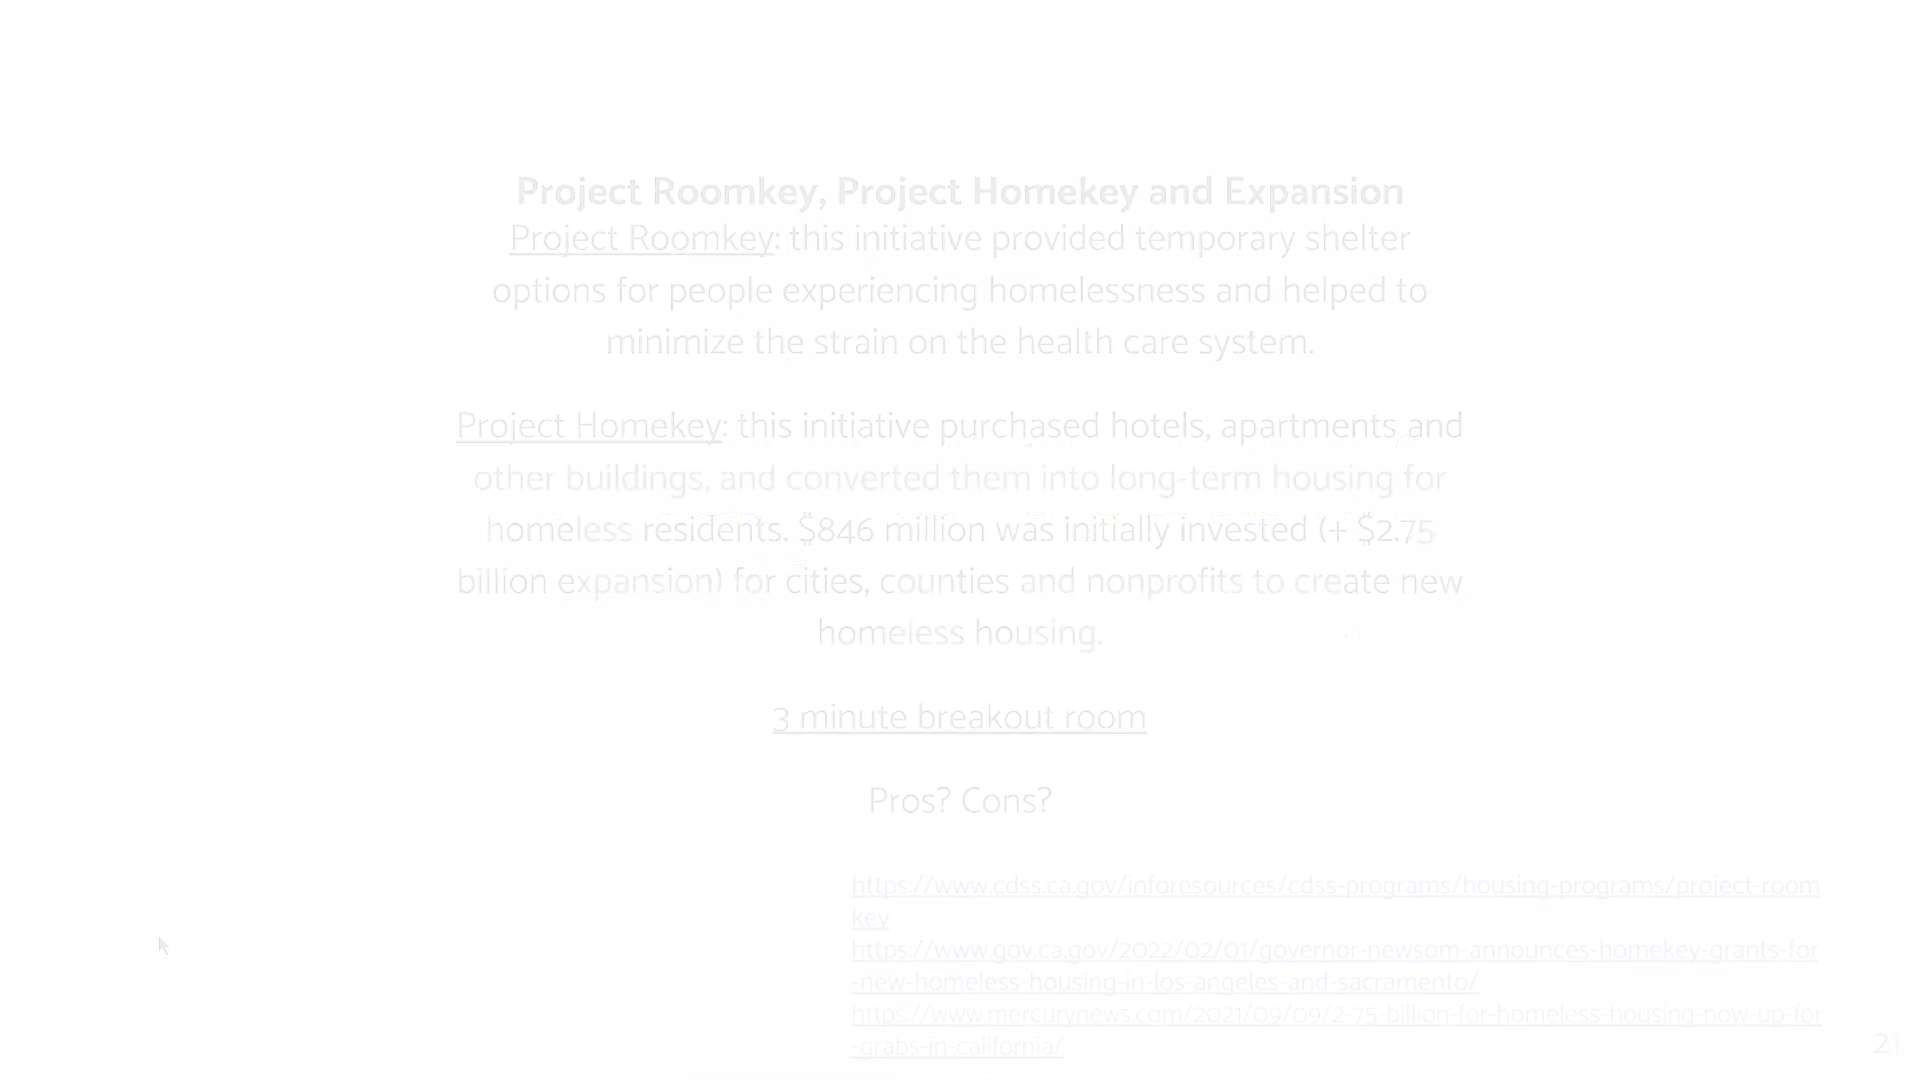 Project Roomkey, Project Homekey and Expansion
Project Roomkey: this initiative provided temporary shelter
options for people experiencing homelessness and helped to
minimize the strain on the health care system.
Project Homekey: this initiative purchased hotels, apartments and
other buildings, and converted them into long-term housing for
homeless residents. $846 million was initially invested (+ $2.75
billion expansion) for cities, counties and nonprofits to create new
homeless housing.
3 minute breakout room
Pros? Cons?
https://www.cdss.ca.gov/inforesources/cdss-programs/housing-programs/project-room
key
https://www.gov.ca.gov/2022/02/01/governor-newsom-announces-homekey-grants-for
-new-homeless-housing-in-los-angeles-and-sacramento/
https://www.mercurynews.com/2021/09/09/2-75-billion-for-homeless-housing-now-up-for
-grabs-in-california/
21